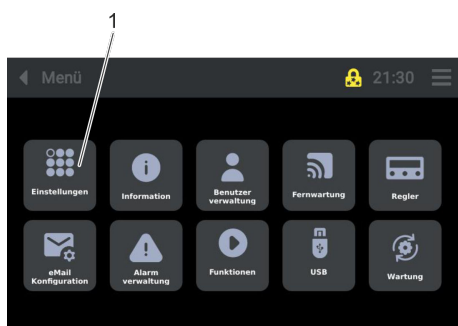 1
Menü 21:30
Einstellungen
Information
Benutzer
verwaltung
Fernwartung
Regler
eMail
Konfiguration
Alarm
verwaltung
Funktionen
USB
Wartung